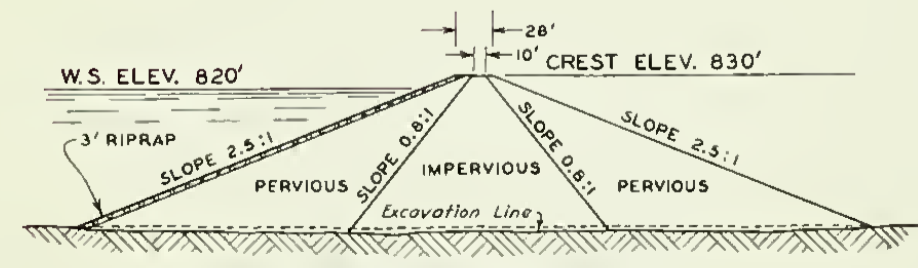 28'
10'
W.S. ELEV. 820'
CREST ELEV. 830'
3' RIPRAP
SLOPE 2.5:1
SLOPE 0.8:1
SLOPE 0.8:1
SLOPE 2.5:1
PERVIOUS
IMPERVIOUS
PERVIOUS
Excavation Line